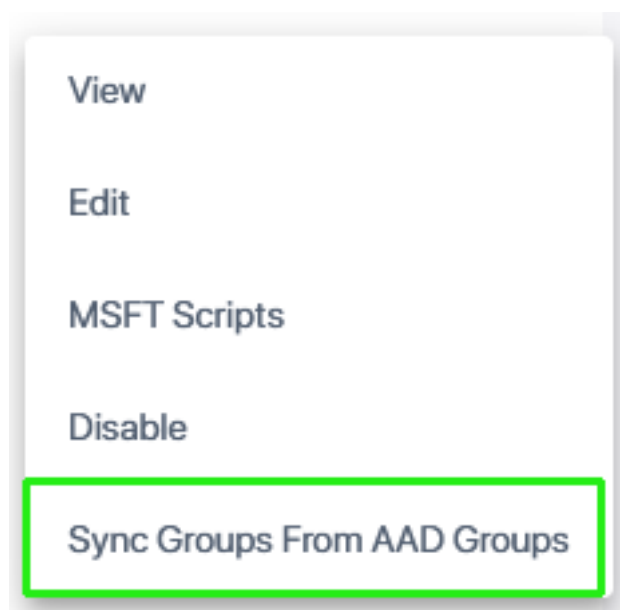 View
Edit
MSFT Scripts
Disable
Sync Groups From AAD Groups